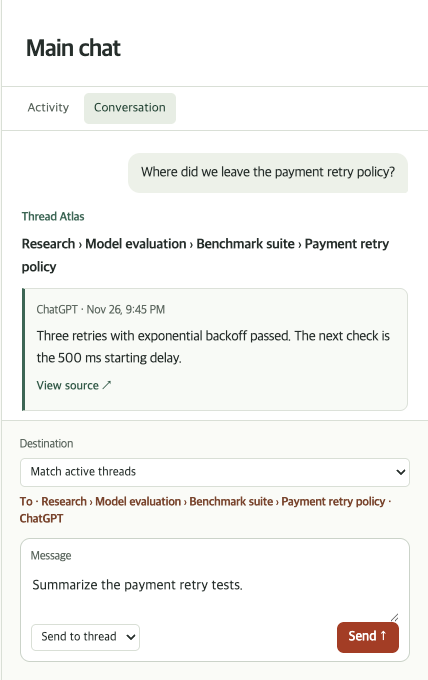 Main chat
Activity
Conversation
Where did we leave the payment retry policy?
Thread Atlas
Research › Model evaluation › Benchmark suite › Payment retry
policy
ChatGPT · Nov 26, 9:45 PM
Three retries with exponential backoff passed. The next check is
the 500 ms starting delay.
View source ↗
Destination
Match active threads
To · Research › Model evaluation › Benchmark suite › Payment retry policy ·
ChatGPT
Message
Summarize the payment retry tests.
Send to thread
Send ↑